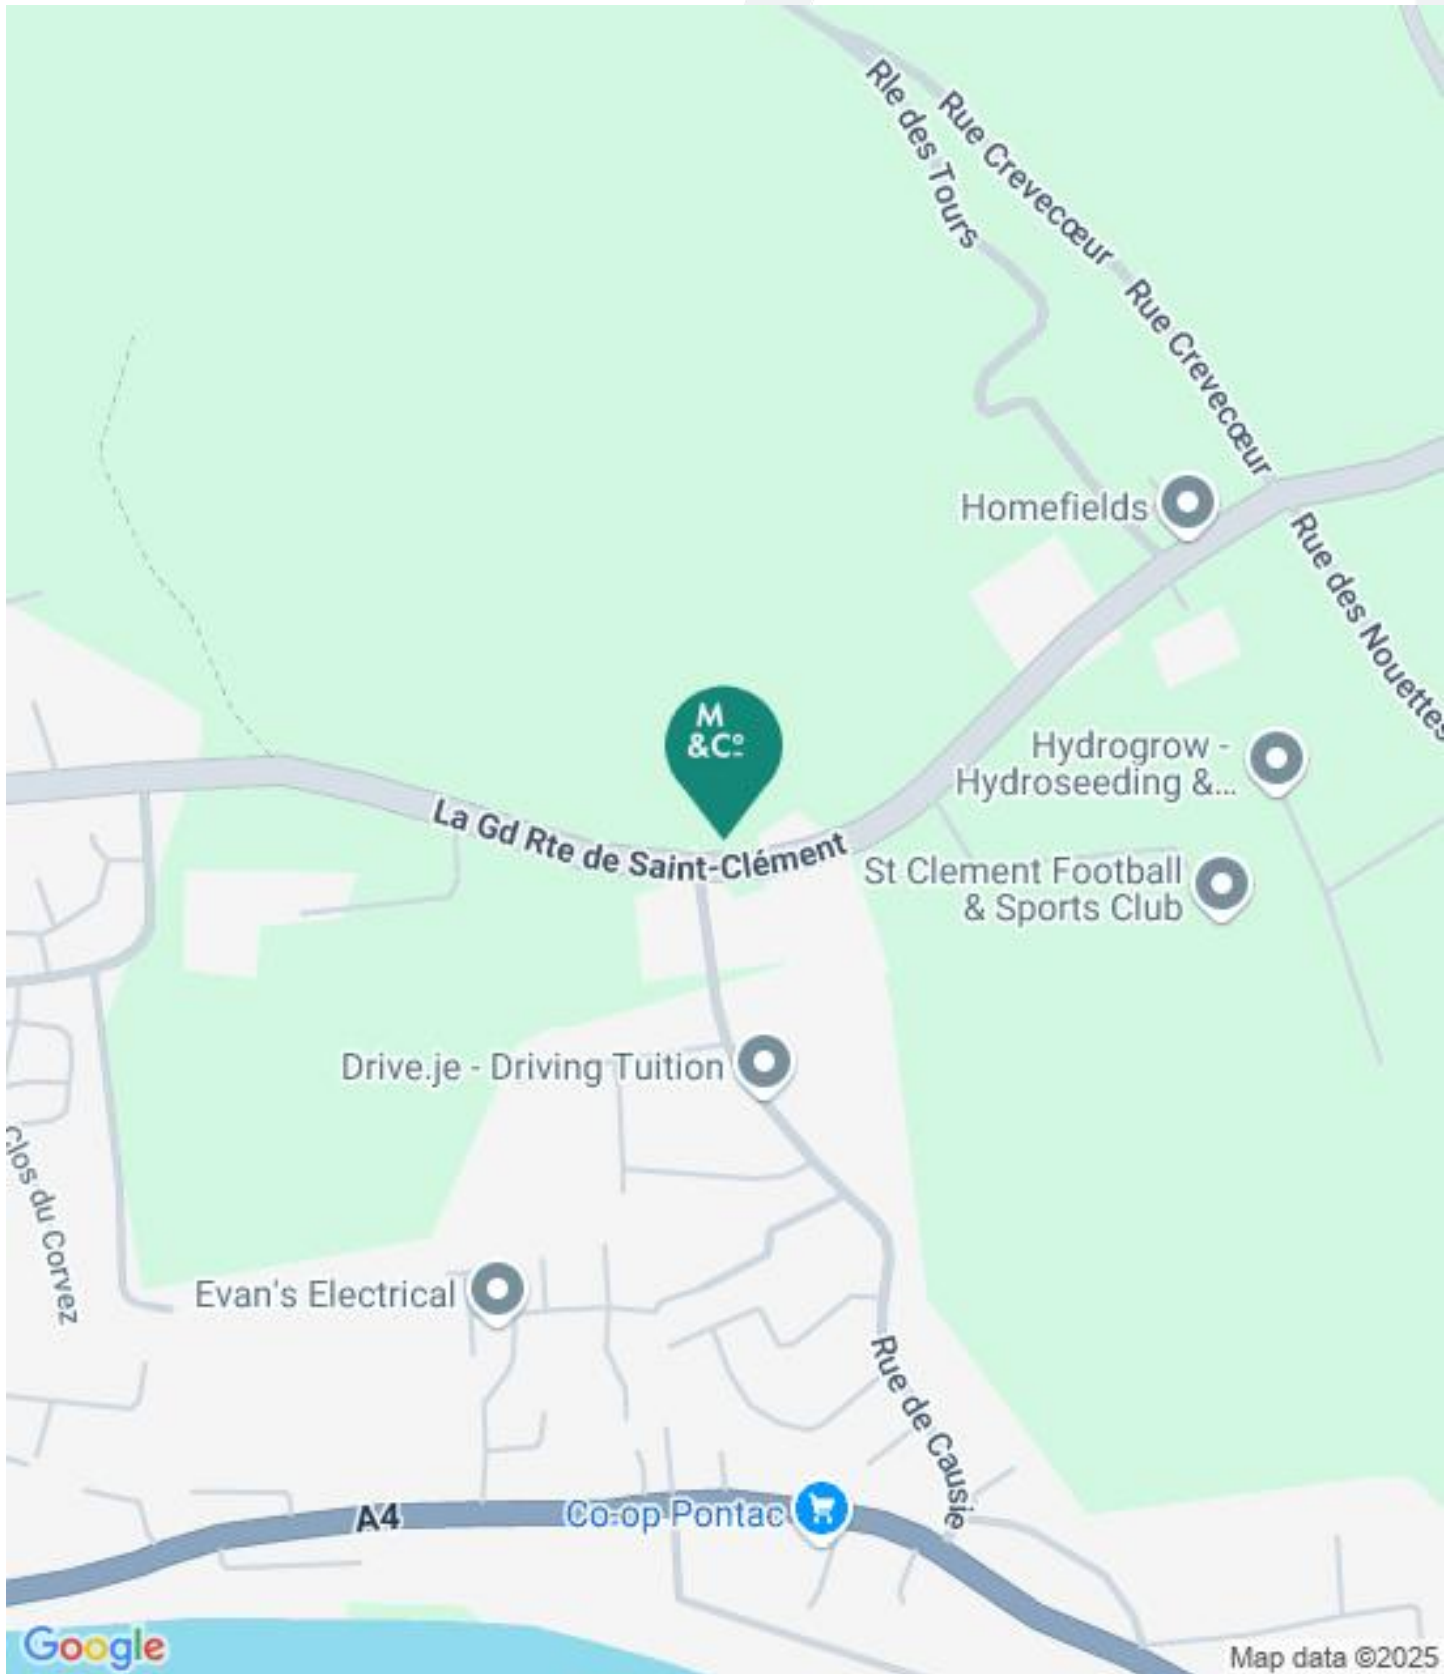 Rle des Tours
Rue Crevecœur
Rue Crevecœur
Homefields
Rue des Nouettes
M
&Cº
Hydrogrow -
Hydroseeding &...
La Gd Rte de Saint-Clément
St Clement Football
& Sports Club
Drive.je - Driving Tuition
Clos du Corvez
Evan's Electrical
Rue de Causie
A4
Co-op Pontac
Google
Map data ©2025